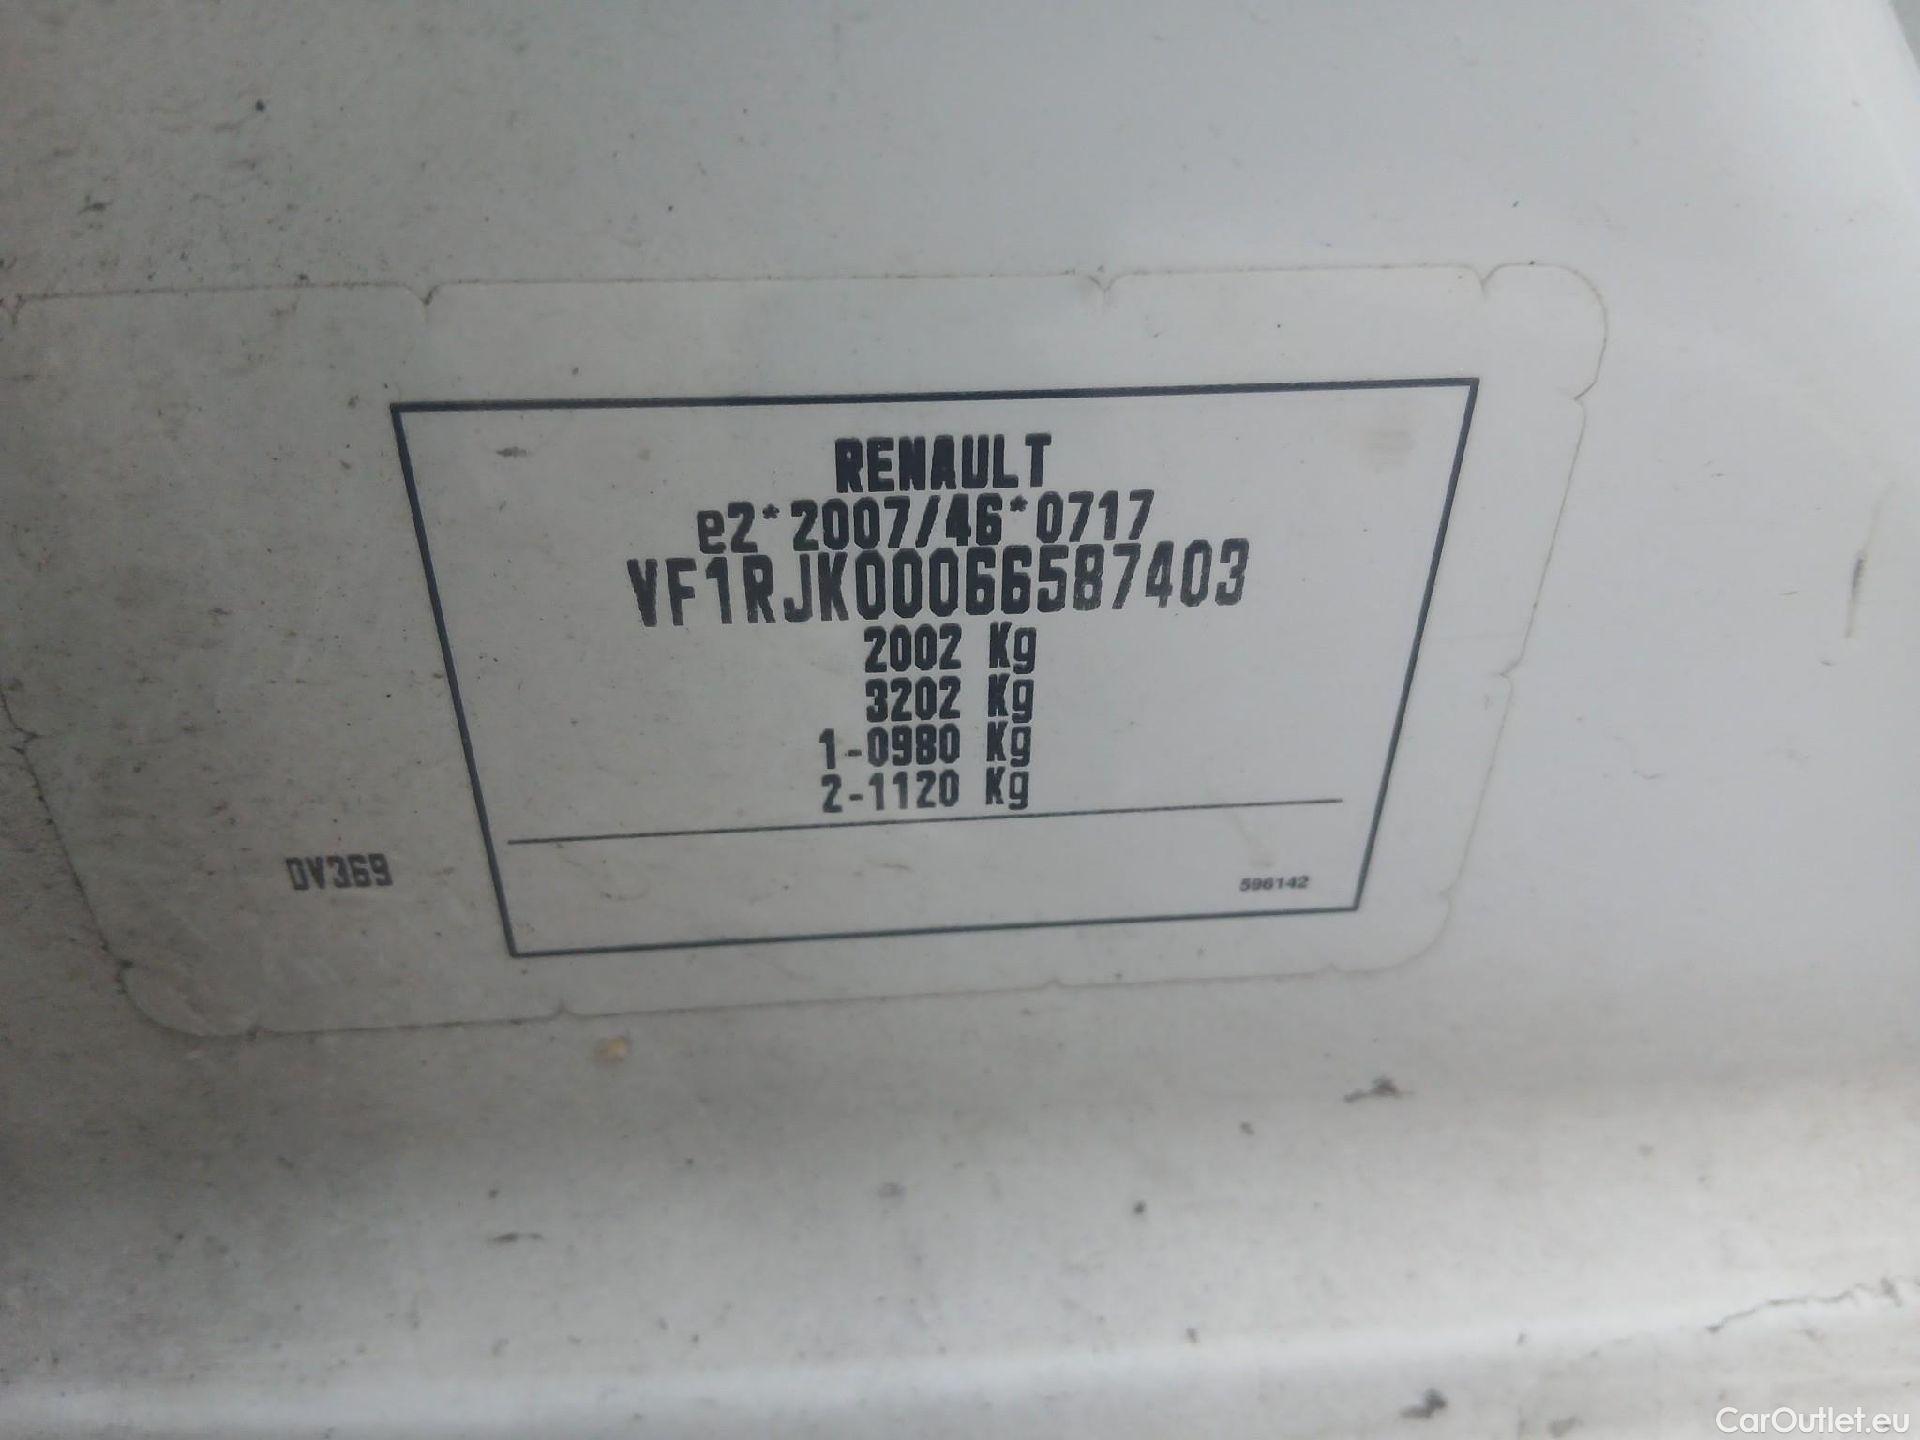 RENAULT
e2*2007/46*0717
VF1RJK00066587403
2002 Kg
3202 Kg
1-0980 Kg
2-1120 Kg
DV369
596142
CarOutlet.eu